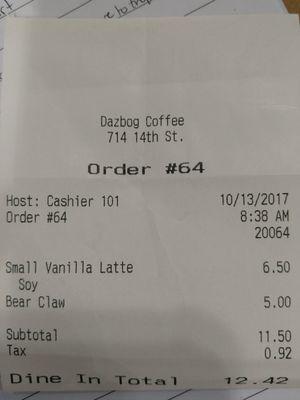 Dazbog Coffee
714 14th St.
Order #64
Host: Cashier 101 10/13/2017
Order #64 8:38 AM
20064
Small Vanilla Latte 6.50
Soy
Bear Claw 5.00
Subtotal 11.50
Tax 0.92
Dine In Total 12.42